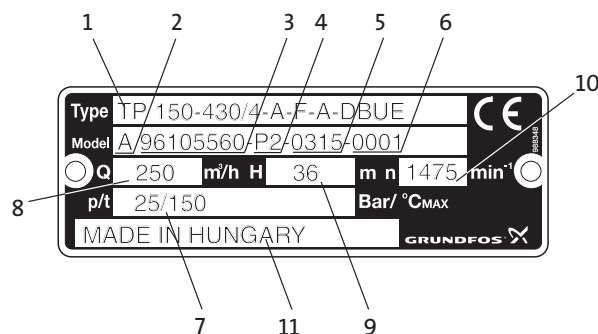 1 2 3 4 5 6
10
Type TP 150-430/4-A-F-A-DBUE CE
Model A 96105560-P2-0315-0001
988348
Q 250 m³/h H 36 m n 1475 min⁻¹
8
p/t 25/150 Bar/ °CMAX
MADE IN HUNGARY GRUNDFOS
7 11 9